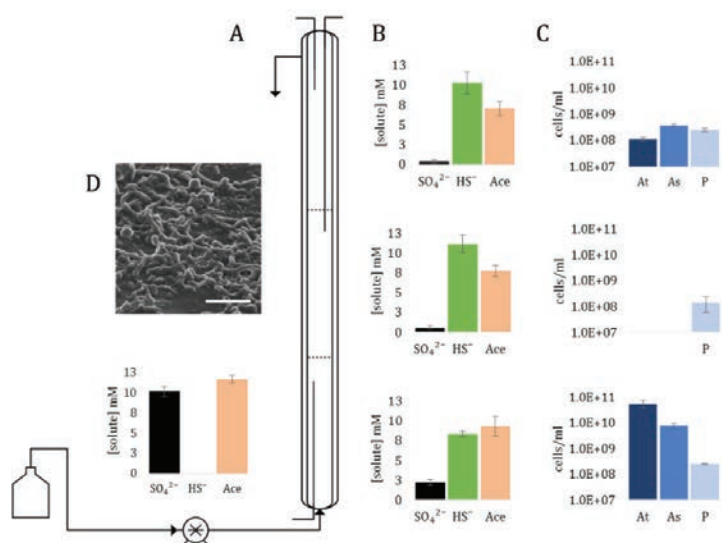 A
B
C
D
[solute] mM
13
10
8
5
3
0
SO₄²⁻ HS⁻ Ace
cells/ml
1.0E+11
1.0E+10
1.0E+09
1.0E+08
1.0E+07
At As P
[solute] mM
13
10
8
5
3
0
SO₄²⁻ HS⁻ Ace
cells/ml
1.0E+11
1.0E+10
1.0E+09
1.0E+08
1.0E+07
P
[solute] mM
13
10
8
5
3
0
SO₄²⁻ HS⁻ Ace
[solute] mM
13
10
8
5
3
0
SO₄²⁻ HS⁻ Ace
cells/ml
1.0E+11
1.0E+10
1.0E+09
1.0E+08
1.0E+07
At As P